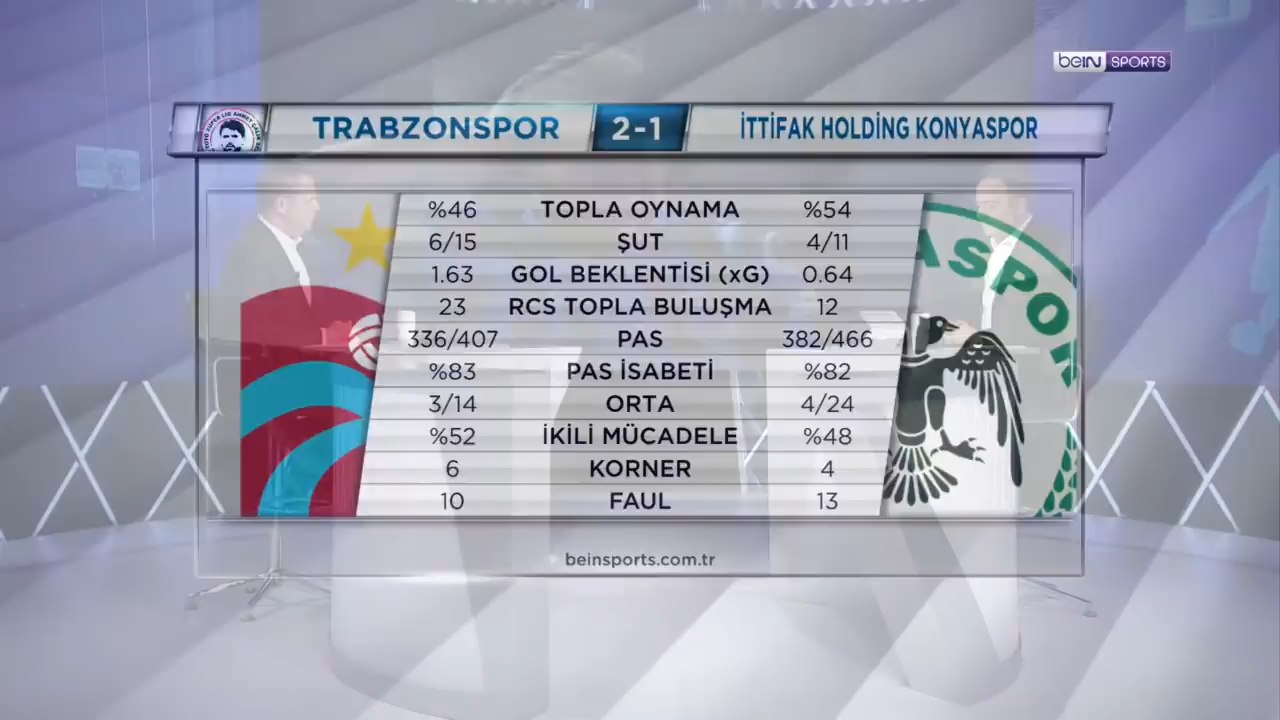 beIN SPORTS
TRABZONSPOR 2-1 İTTİFAK HOLDİNG KONYASPOR
%46 TOPLA OYNAMA %54
6/15 ŞUT 4/11
1.63 GOL BEKLENTİSİ (xG) 0.64
23 RCS TOPLA BULUŞMA 12
336/407 PAS 382/466
%83 PAS İSABETİ %82
3/14 ORTA 4/24
%52 İKİLİ MÜCADELE %48
6 KORNER 4
10 FAUL 13
ASPOR
beinsports.com.tr